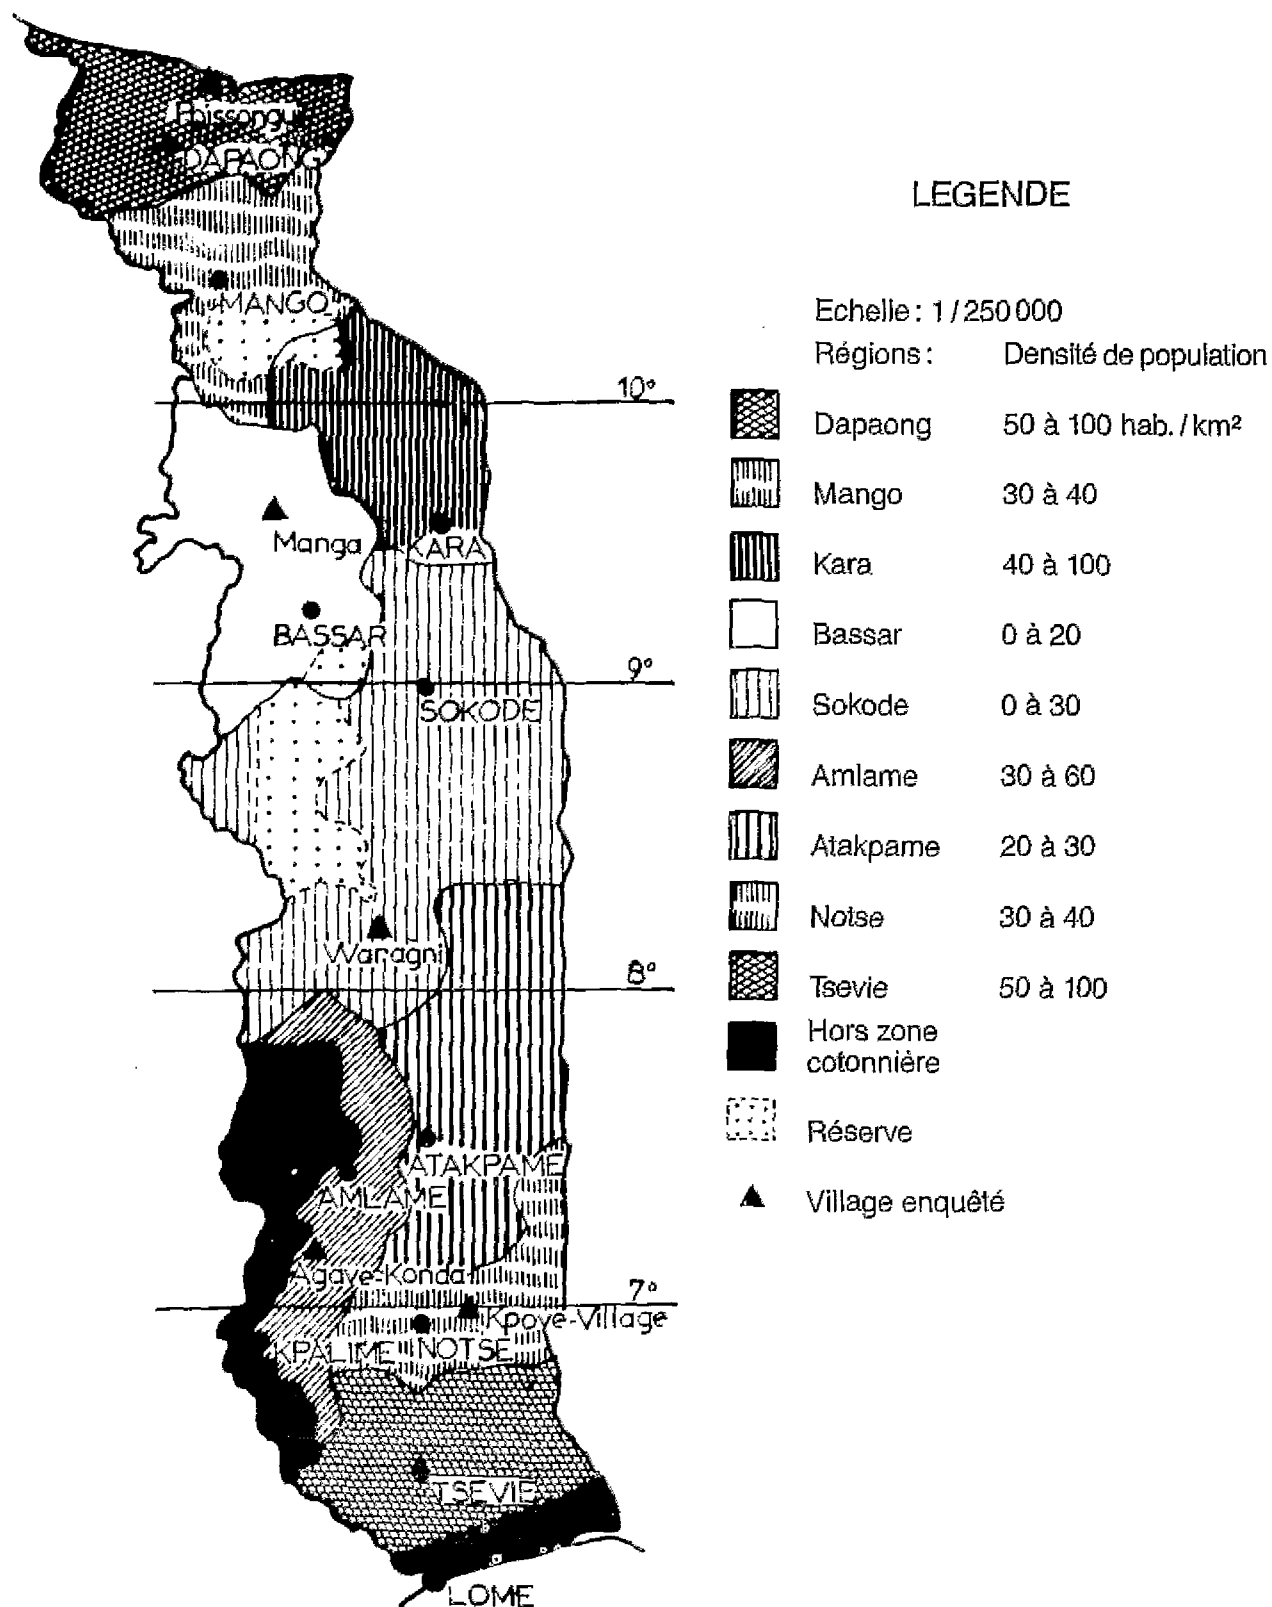 Poissongui
DAPAONG
MANGO
10°
Manga
KARA
BASSAR
9°
SOKODE
Waragni
8°
ATAKPAME
AMLAME
Agave-Konda
7°
Kpove-Village
KPALIME
NOTSE
TSEVIE
LOME
LEGENDE
Echelle : 1 / 250 000
Régions : Densité de population
Dapaong 50 à 100 hab. / km²
Mango 30 à 40
Kara 40 à 100
Bassar 0 à 20
Sokode 0 à 30
Amlame 30 à 60
Atakpame 20 à 30
Notse 30 à 40
Tsevie 50 à 100
Hors zone
cotonnière
Réserve
Village enquêté